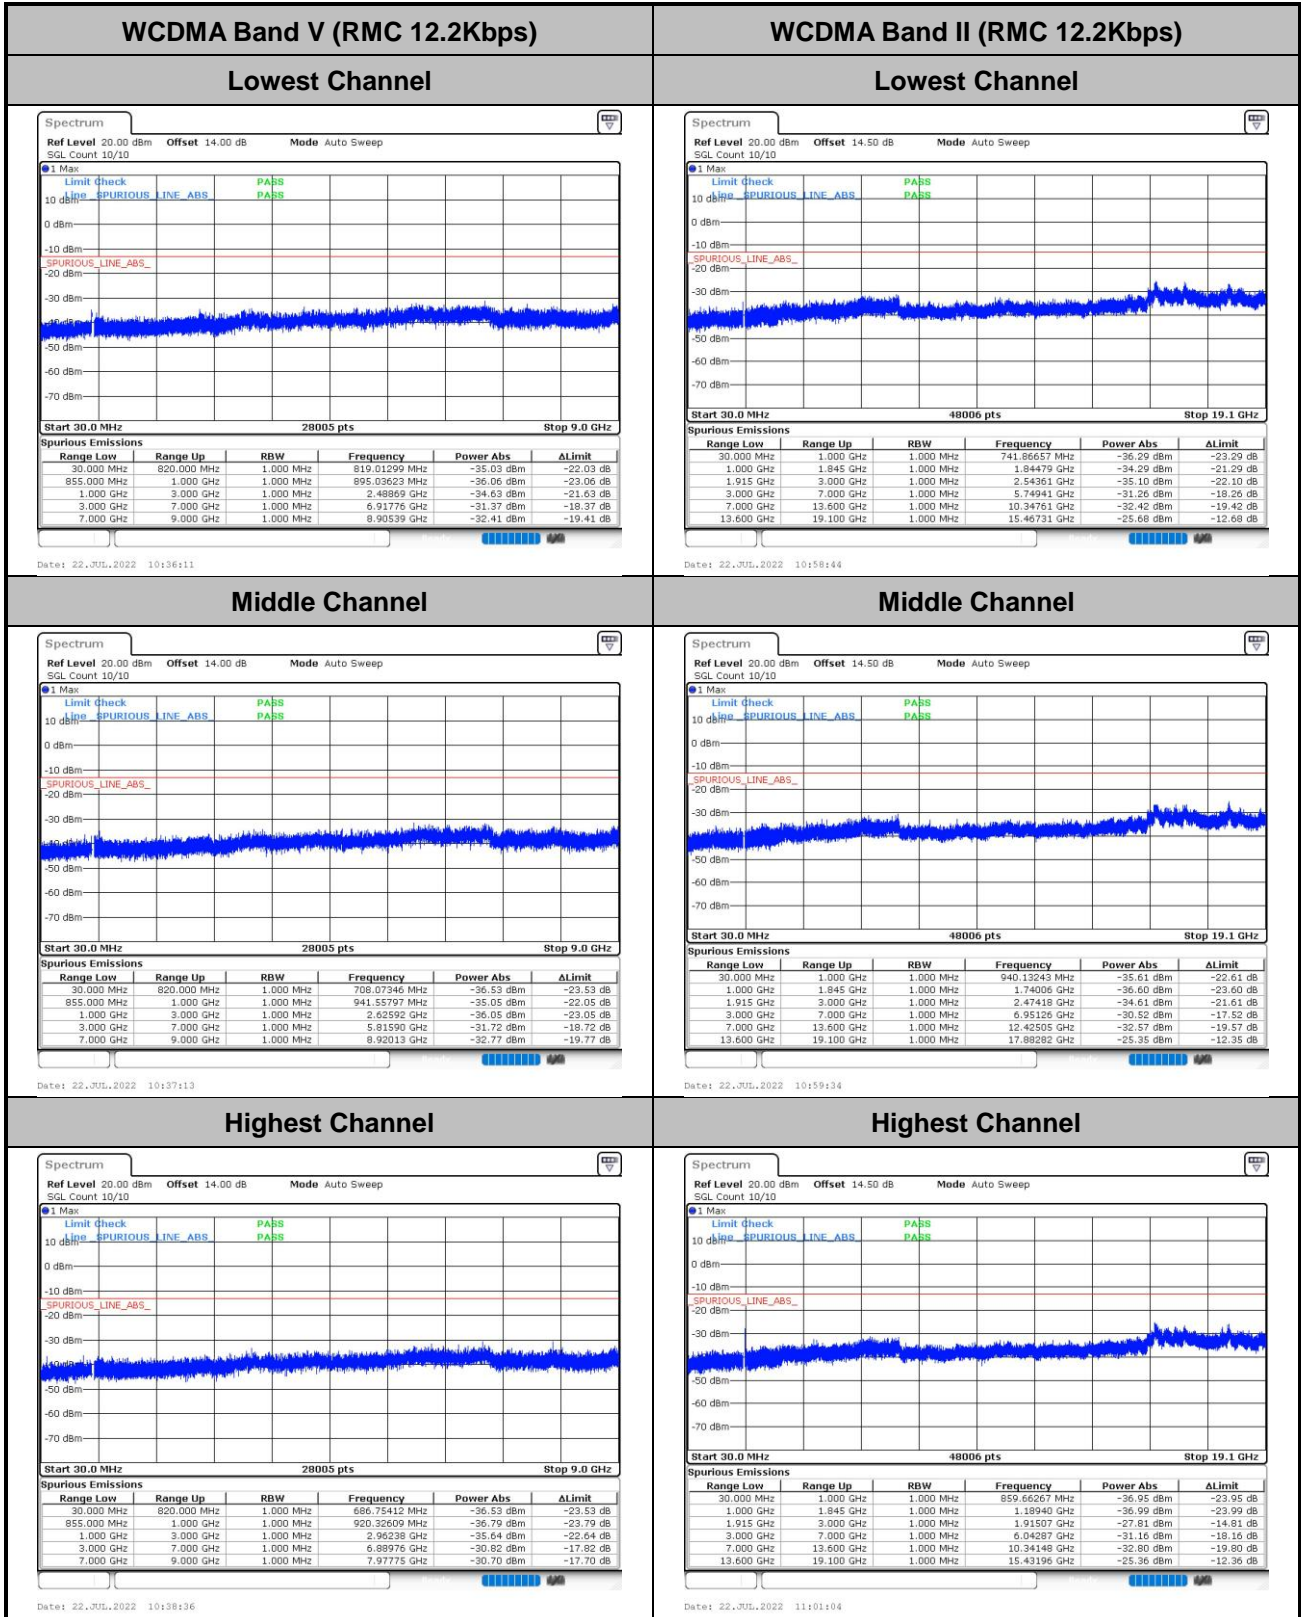 WCDMA Band V (RMC 12.2Kbps) WCDMA Band II (RMC 12.2Kbps)
Lowest Channel Lowest Channel
Spectrum
Ref Level 20.00 dBm Offset 14.00 dB Mode Auto Sweep
SGL Count 10/10
1 Max
Limit Check PASS
Line _SPURIOUS_LINE_ABS_ PASS
10 dBm
0 dBm
-10 dBm
_SPURIOUS_LINE_ABS_
-20 dBm
-30 dBm
-40 dBm
-50 dBm
-60 dBm
-70 dBm
Start 30.0 MHz 28005 pts Stop 9.0 GHz
Spurious Emissions
Range Low Range Up RBW Frequency Power Abs ΔLimit
30.000 MHz 820.000 MHz 1.000 MHz 819.01299 MHz -35.03 dBm -22.03 dB
855.000 MHz 1.000 GHz 1.000 MHz 895.03623 MHz -36.06 dBm -23.06 dB
1.000 GHz 3.000 GHz 1.000 MHz 2.48869 GHz -34.63 dBm -21.63 dB
3.000 GHz 7.000 GHz 1.000 MHz 6.91776 GHz -31.37 dBm -18.37 dB
7.000 GHz 9.000 GHz 1.000 MHz 8.90539 GHz -32.41 dBm -19.41 dB
Date: 22.JUL.2022 10:36:11
Spectrum
Ref Level 20.00 dBm Offset 14.50 dB Mode Auto Sweep
SGL Count 10/10
1 Max
Limit Check PASS
Line _SPURIOUS_LINE_ABS_ PASS
10 dBm
0 dBm
-10 dBm
_SPURIOUS_LINE_ABS_
-20 dBm
-30 dBm
-50 dBm
-60 dBm
-70 dBm
Start 30.0 MHz 48006 pts Stop 19.1 GHz
Spurious Emissions
Range Low Range Up RBW Frequency Power Abs ΔLimit
30.000 MHz 1.000 GHz 1.000 MHz 741.86657 MHz -36.29 dBm -23.29 dB
1.000 GHz 1.845 GHz 1.000 MHz 1.84479 GHz -34.29 dBm -21.29 dB
1.915 GHz 3.000 GHz 1.000 MHz 2.54361 GHz -35.10 dBm -22.10 dB
3.000 GHz 7.000 GHz 1.000 MHz 5.74941 GHz -31.26 dBm -18.26 dB
7.000 GHz 13.600 GHz 1.000 MHz 10.34761 GHz -32.42 dBm -19.42 dB
13.600 GHz 19.100 GHz 1.000 MHz 15.46731 GHz -25.68 dBm -12.68 dB
Date: 22.JUL.2022 10:58:44
Middle Channel Middle Channel
Spectrum
Ref Level 20.00 dBm Offset 14.00 dB Mode Auto Sweep
SGL Count 10/10
1 Max
Limit Check PASS
Line _SPURIOUS_LINE_ABS_ PASS
10 dBm
0 dBm
-10 dBm
_SPURIOUS_LINE_ABS_
-20 dBm
-30 dBm
-40 dBm
-50 dBm
-60 dBm
-70 dBm
Start 30.0 MHz 28005 pts Stop 9.0 GHz
Spurious Emissions
Range Low Range Up RBW Frequency Power Abs ΔLimit
30.000 MHz 820.000 MHz 1.000 MHz 708.07346 MHz -36.53 dBm -23.53 dB
855.000 MHz 1.000 GHz 1.000 MHz 941.55797 MHz -35.05 dBm -22.05 dB
1.000 GHz 3.000 GHz 1.000 MHz 2.62592 GHz -36.05 dBm -23.05 dB
3.000 GHz 7.000 GHz 1.000 MHz 5.81590 GHz -31.72 dBm -18.72 dB
7.000 GHz 9.000 GHz 1.000 MHz 8.92013 GHz -32.77 dBm -19.77 dB
Date: 22.JUL.2022 10:37:13
Spectrum
Ref Level 20.00 dBm Offset 14.50 dB Mode Auto Sweep
SGL Count 10/10
1 Max
Limit Check PASS
Line _SPURIOUS_LINE_ABS_ PASS
10 dBm
0 dBm
-10 dBm
_SPURIOUS_LINE_ABS_
-20 dBm
-30 dBm
-50 dBm
-60 dBm
-70 dBm
Start 30.0 MHz 48006 pts Stop 19.1 GHz
Spurious Emissions
Range Low Range Up RBW Frequency Power Abs ΔLimit
30.000 MHz 1.000 GHz 1.000 MHz 940.13243 MHz -35.61 dBm -22.61 dB
1.000 GHz 1.845 GHz 1.000 MHz 1.74006 GHz -36.60 dBm -23.60 dB
1.915 GHz 3.000 GHz 1.000 MHz 2.47418 GHz -34.61 dBm -21.61 dB
3.000 GHz 7.000 GHz 1.000 MHz 6.95126 GHz -30.52 dBm -17.52 dB
7.000 GHz 13.600 GHz 1.000 MHz 12.42505 GHz -32.57 dBm -19.57 dB
13.600 GHz 19.100 GHz 1.000 MHz 17.88282 GHz -25.35 dBm -12.35 dB
Date: 22.JUL.2022 10:59:34
Highest Channel Highest Channel
Spectrum
Ref Level 20.00 dBm Offset 14.00 dB Mode Auto Sweep
SGL Count 10/10
1 Max
Limit Check PASS
Line _SPURIOUS_LINE_ABS_ PASS
10 dBm
0 dBm
-10 dBm
_SPURIOUS_LINE_ABS_
-20 dBm
-30 dBm
-40 dBm
-50 dBm
-60 dBm
-70 dBm
Start 30.0 MHz 28005 pts Stop 9.0 GHz
Spurious Emissions
Range Low Range Up RBW Frequency Power Abs ΔLimit
30.000 MHz 820.000 MHz 1.000 MHz 686.75412 MHz -36.53 dBm -23.53 dB
855.000 MHz 1.000 GHz 1.000 MHz 920.32609 MHz -36.79 dBm -23.79 dB
1.000 GHz 3.000 GHz 1.000 MHz 2.96238 GHz -35.64 dBm -22.64 dB
3.000 GHz 7.000 GHz 1.000 MHz 6.88976 GHz -30.82 dBm -17.82 dB
7.000 GHz 9.000 GHz 1.000 MHz 7.97775 GHz -30.70 dBm -17.70 dB
Date: 22.JUL.2022 10:38:36
Spectrum
Ref Level 20.00 dBm Offset 14.50 dB Mode Auto Sweep
SGL Count 10/10
1 Max
Limit Check PASS
Line _SPURIOUS_LINE_ABS_ PASS
10 dBm
0 dBm
-10 dBm
_SPURIOUS_LINE_ABS_
-20 dBm
-30 dBm
-50 dBm
-60 dBm
-70 dBm
Start 30.0 MHz 48006 pts Stop 19.1 GHz
Spurious Emissions
Range Low Range Up RBW Frequency Power Abs ΔLimit
30.000 MHz 1.000 GHz 1.000 MHz 859.66267 MHz -36.95 dBm -23.95 dB
1.000 GHz 1.845 GHz 1.000 MHz 1.18940 GHz -36.99 dBm -23.99 dB
1.915 GHz 3.000 GHz 1.000 MHz 1.91507 GHz -27.81 dBm -14.81 dB
3.000 GHz 7.000 GHz 1.000 MHz 6.04287 GHz -31.16 dBm -18.16 dB
7.000 GHz 13.600 GHz 1.000 MHz 10.34148 GHz -32.80 dBm -19.80 dB
13.600 GHz 19.100 GHz 1.000 MHz 15.43196 GHz -25.36 dBm -12.36 dB
Date: 22.JUL.2022 11:01:04